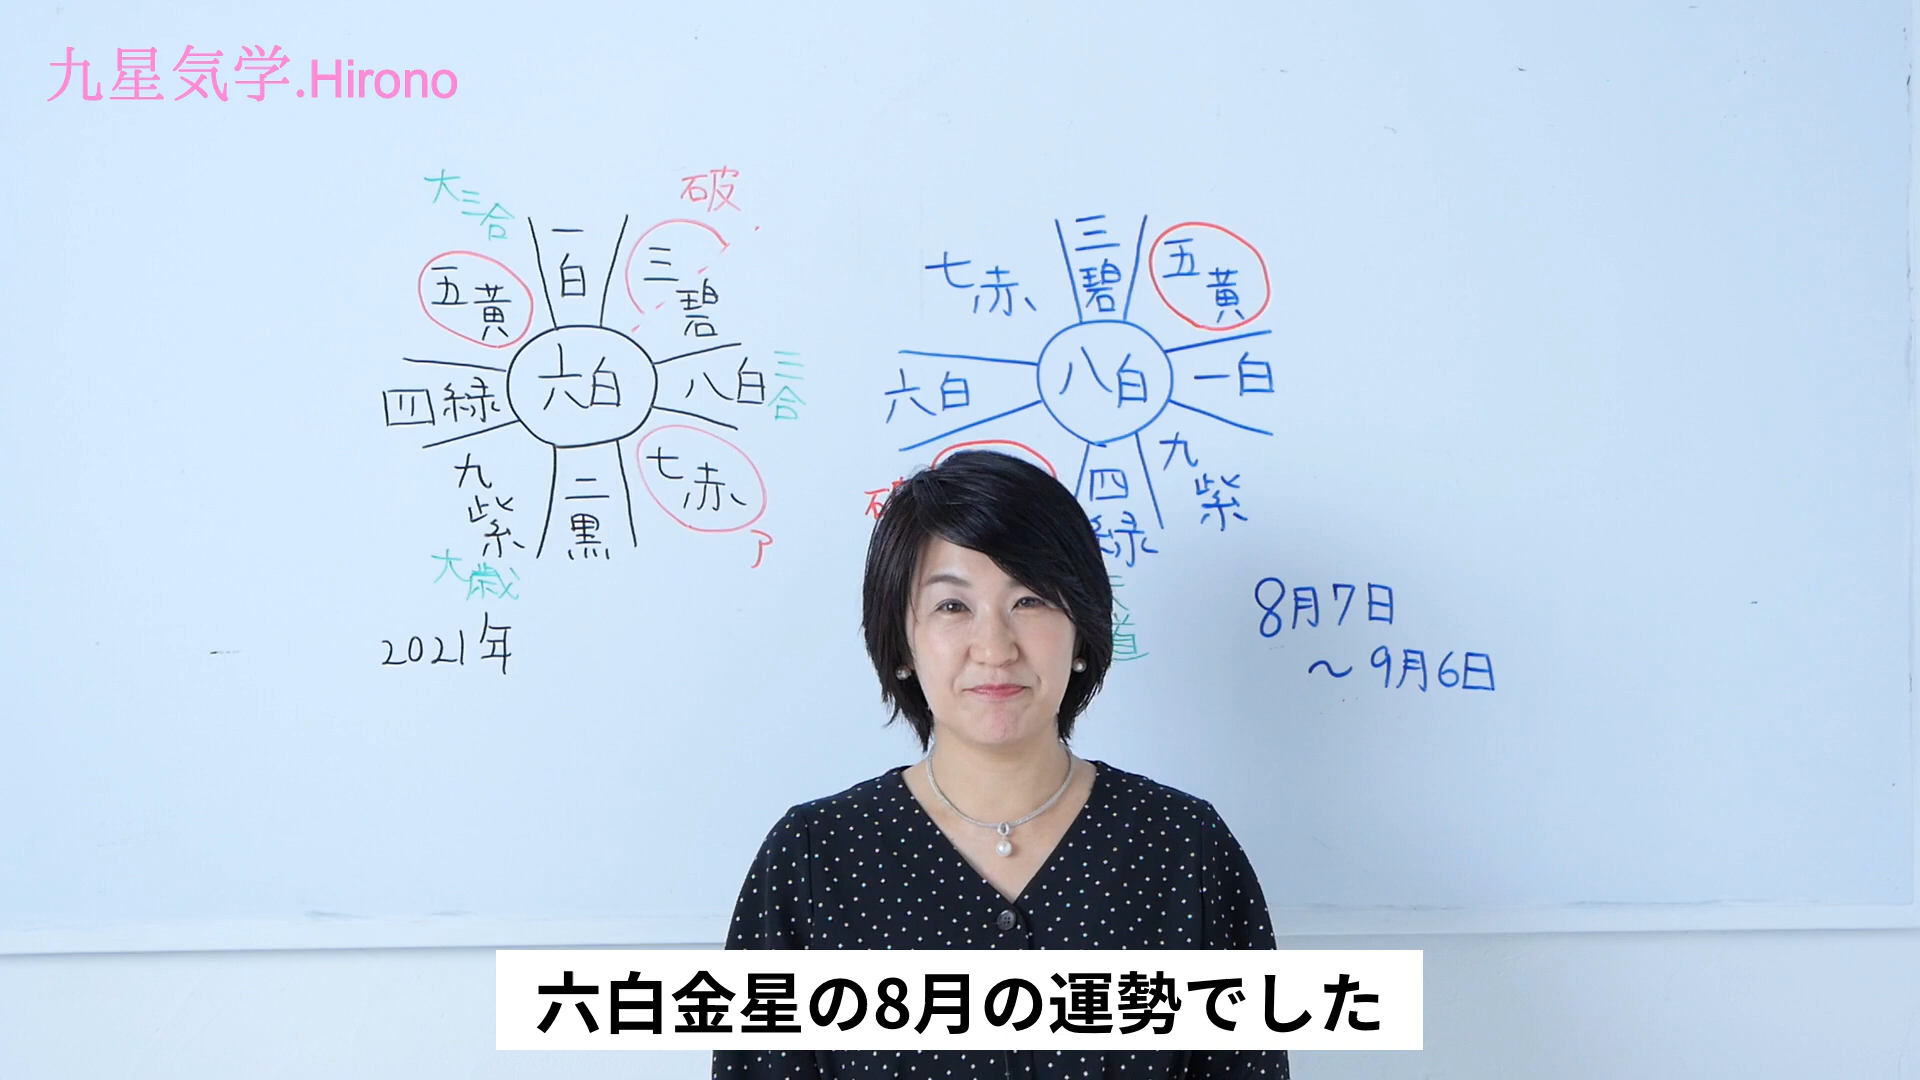 九星気学.Hirono
大三合
破
一白
三碧
五黄
六白
八白
三合
四緑
七赤
ア
九紫
二黒
大歳
2021年
三碧
五黄
七赤
八白
一白
六白
九紫
四緑
道
8月7日
～9月6日
六白金星の8月の運勢でした